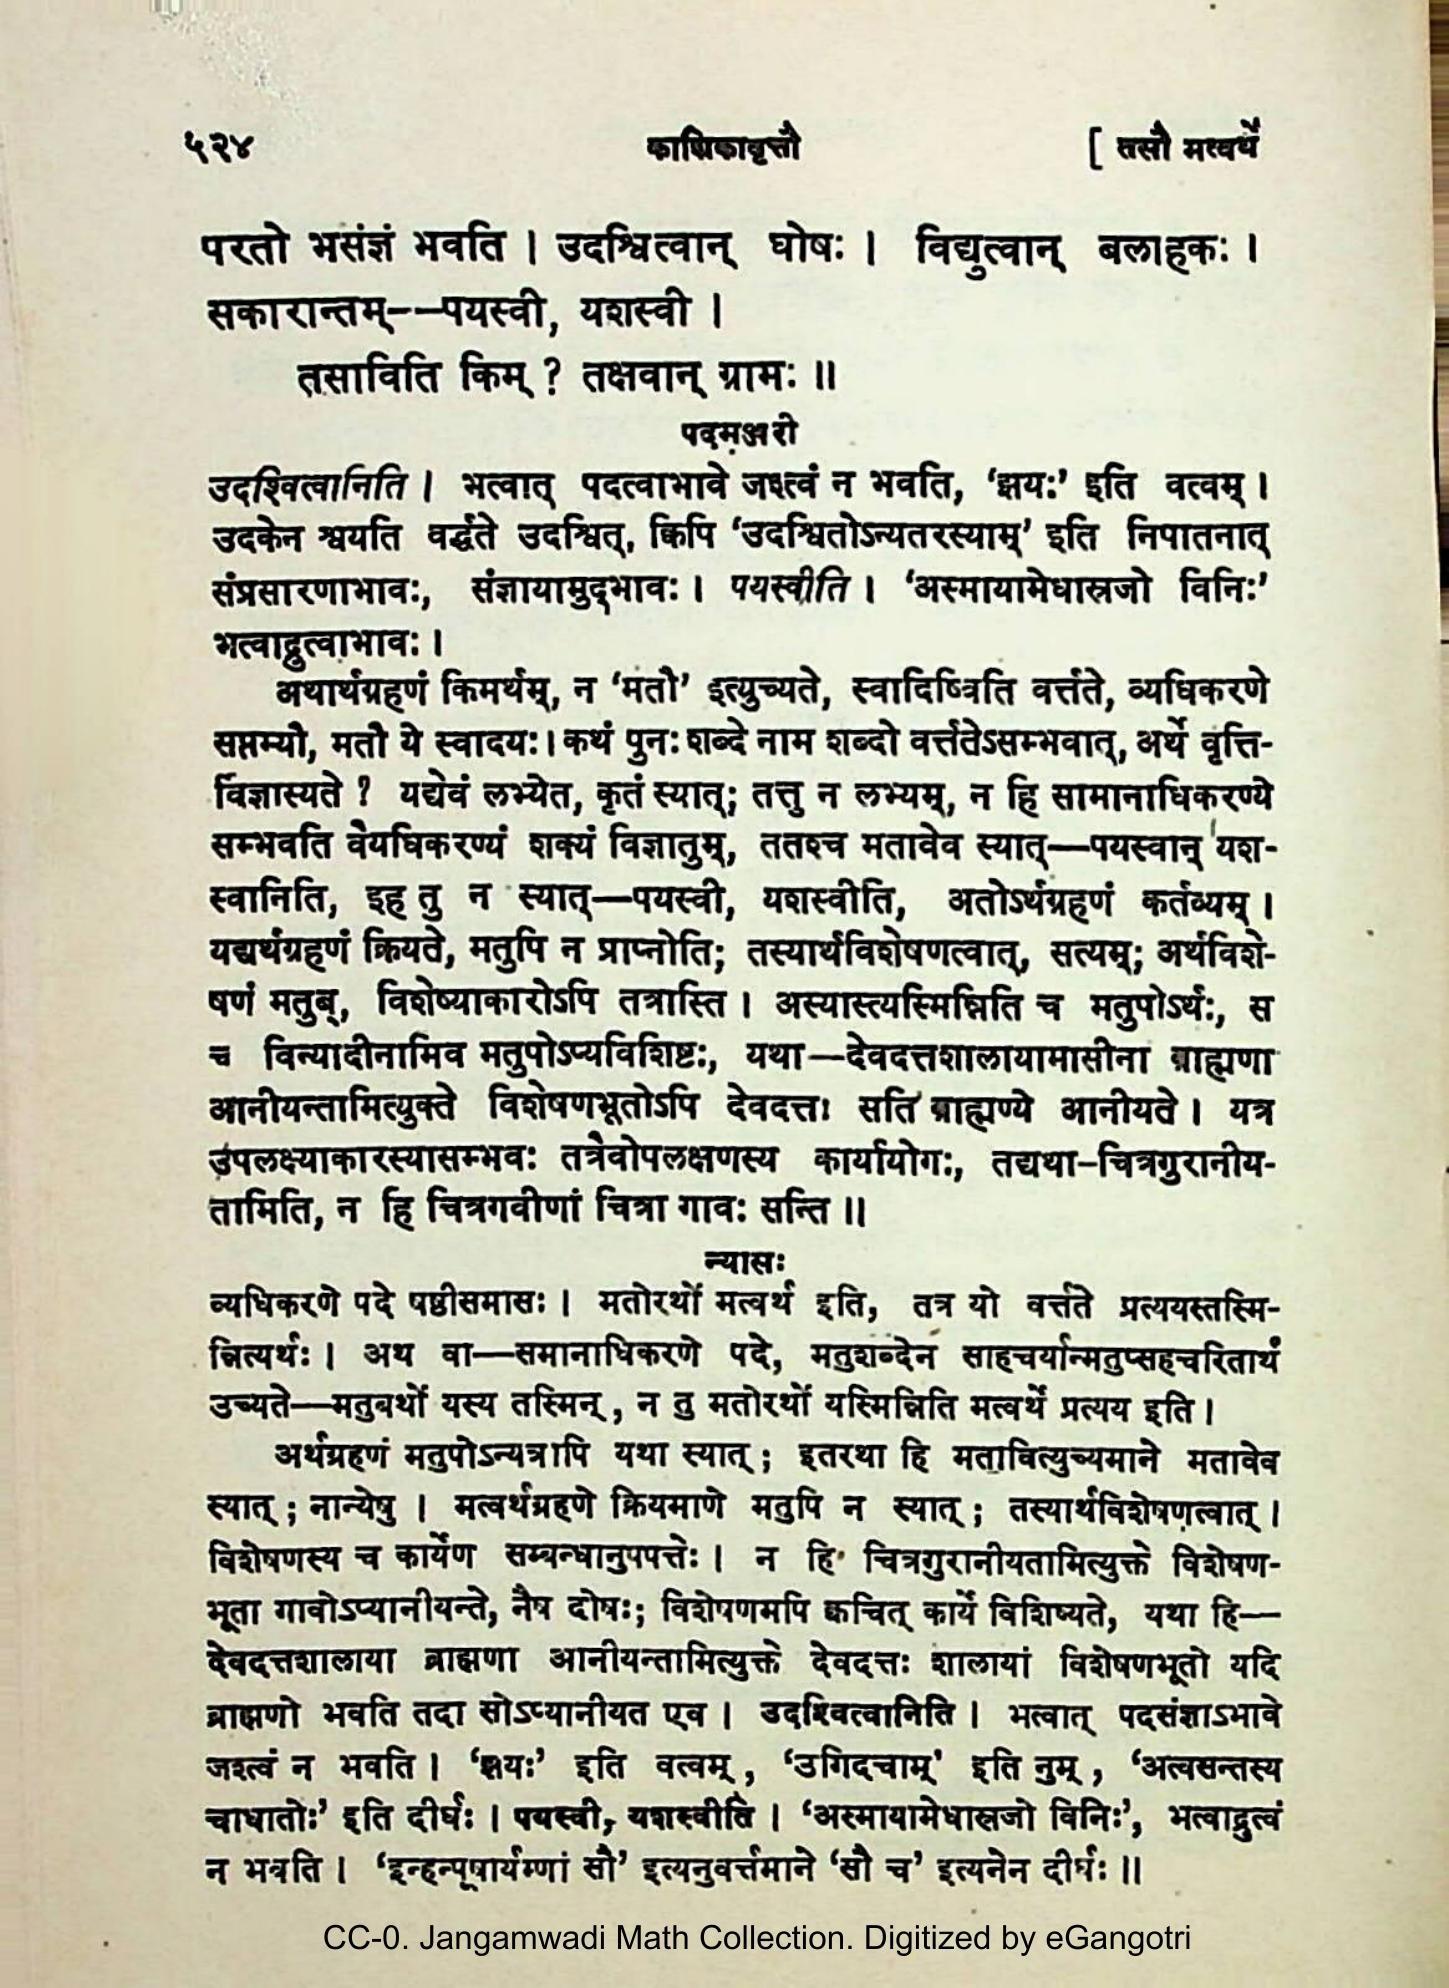 ५२४ काशिकावृत्तौ [ तसौ मत्वर्थे
परतो भसंज्ञं भवति । उदश्वित्वान् घोषः । विद्युत्वान् बलाहकः ।
सकारान्तम्--पयस्वी, यशस्वी ।
तसाविति किम् ? तक्षवान् ग्रामः ॥
पदमञ्जरी
उदश्वित्वानिति । भत्वात् पदत्वाभावे जश्त्वं न भवति, ‘झयः’ इति वत्वम् ।
उदकेन श्वयति वर्द्धते उदश्वित्, क्विपि ‘उदश्वितोऽन्यतरस्याम्’ इति निपातनात्
संप्रसारणाभावः, संज्ञायामुद्भावः । पयस्वीति । ‘अस्मायामेधास्रजो विनिः’
भत्वाद्रुत्वाभावः ।
अथार्थग्रहणं किमर्थम्, न ‘मतौ’ इत्युच्यते, स्वादिष्विति वर्त्तते, व्यधिकरणे
सप्तम्यौ, मतौ ये स्वादयः । कथं पुनः शब्दे नाम शब्दो वर्त्ततेऽसम्भवात्, अर्थे वृत्ति-
र्विज्ञास्यते ? यद्येवं लभ्येत, कृतं स्यात्; तत्तु न लभ्यम्, न हि सामानाधिकरण्ये
सम्भवति वैयधिकरण्यं शक्यं विज्ञातुम्, ततश्च मतावेव स्यात्—पयस्वान् यश-
स्वानिति, इह तु न स्यात्—पयस्वी, यशस्वीति, अतोऽर्थग्रहणं कर्तव्यम् ।
यद्यर्थग्रहणं क्रियते, मतुपि न प्राप्नोति; तस्यार्थविशेषणत्वात्, सत्यम्; अर्थविशे-
षणं मतुब्, विशेष्याकारोऽपि तत्रास्ति । अस्यास्त्यस्मिन्निति च मतुपोऽर्थः, स
च विन्यादीनामिव मतुपोऽप्यविशिष्टः, यथा—देवदत्तशालायामासीना ब्राह्मणा
आनीयन्तामित्युक्ते विशेषणभूतोऽपि देवदत्तः सति ब्राह्मण्ये आनीयते । यत्र
उपलक्ष्याकारस्यासम्भवः तत्रैवोपलक्षणस्य कार्यायोगः, तद्यथा-चित्रगुरानीय-
तामिति, न हि चित्रगवीणां चित्रा गावः सन्ति ॥
न्यासः
व्यधिकरणे पदे षष्ठीसमासः । मतोरर्थो मत्वर्थ इति, तत्र यो वर्त्तते प्रत्ययस्तस्मि-
न्नित्यर्थः । अथ वा—समानाधिकरणे पदे, मतुशब्देन साहचर्यान्मतुप्सहचरितार्थ
उच्यते—मतुबर्थो यस्य तस्मिन्, न तु मतोरर्थो यस्मिन्निति मत्वर्थे प्रत्यय इति ।
अर्थग्रहणं मतुपोऽन्यत्रापि यथा स्यात् ; इतरथा हि मतावित्युच्यमाने मतावेव
स्यात् ; नान्येषु । मत्वर्थग्रहणे क्रियमाणे मतुपि न स्यात् ; तस्यार्थविशेषणत्वात् ।
विशेषणस्य च कार्येण सम्बन्धानुपपत्तेः । न हि चित्रगुरानीयतामित्युक्ते विशेषण-
भूता गावोऽप्यानीयन्ते, नैष दोषः; विशेषणमपि क्वचित् कार्ये विशिष्यते, यथा हि—
देवदत्तशालाया ब्राह्मणा आनीयन्तामित्युक्ते देवदत्तः शालायां विशेषणभूतो यदि
ब्राह्मणो भवति तदा सोऽप्यानीयत एव । उदश्वित्वानिति । भत्वात् पदसंज्ञाऽभावे
जश्त्वं न भवति । ‘झयः’ इति वत्वम्, ‘उगिदचाम्’ इति नुम्, ‘अत्वसन्तस्य
चाधातोः’ इति दीर्घः । पयस्वी, यशस्वीति । ‘अस्मायामेधास्रजो विनिः’, भत्वाद्रुत्वं
न भवति । ‘इन्हन्पूषार्यम्णां सौ’ इत्यनुवर्त्तमाने ‘सौ च’ इत्यनेन दीर्घः ॥
CC-0. Jangamwadi Math Collection. Digitized by eGangotri